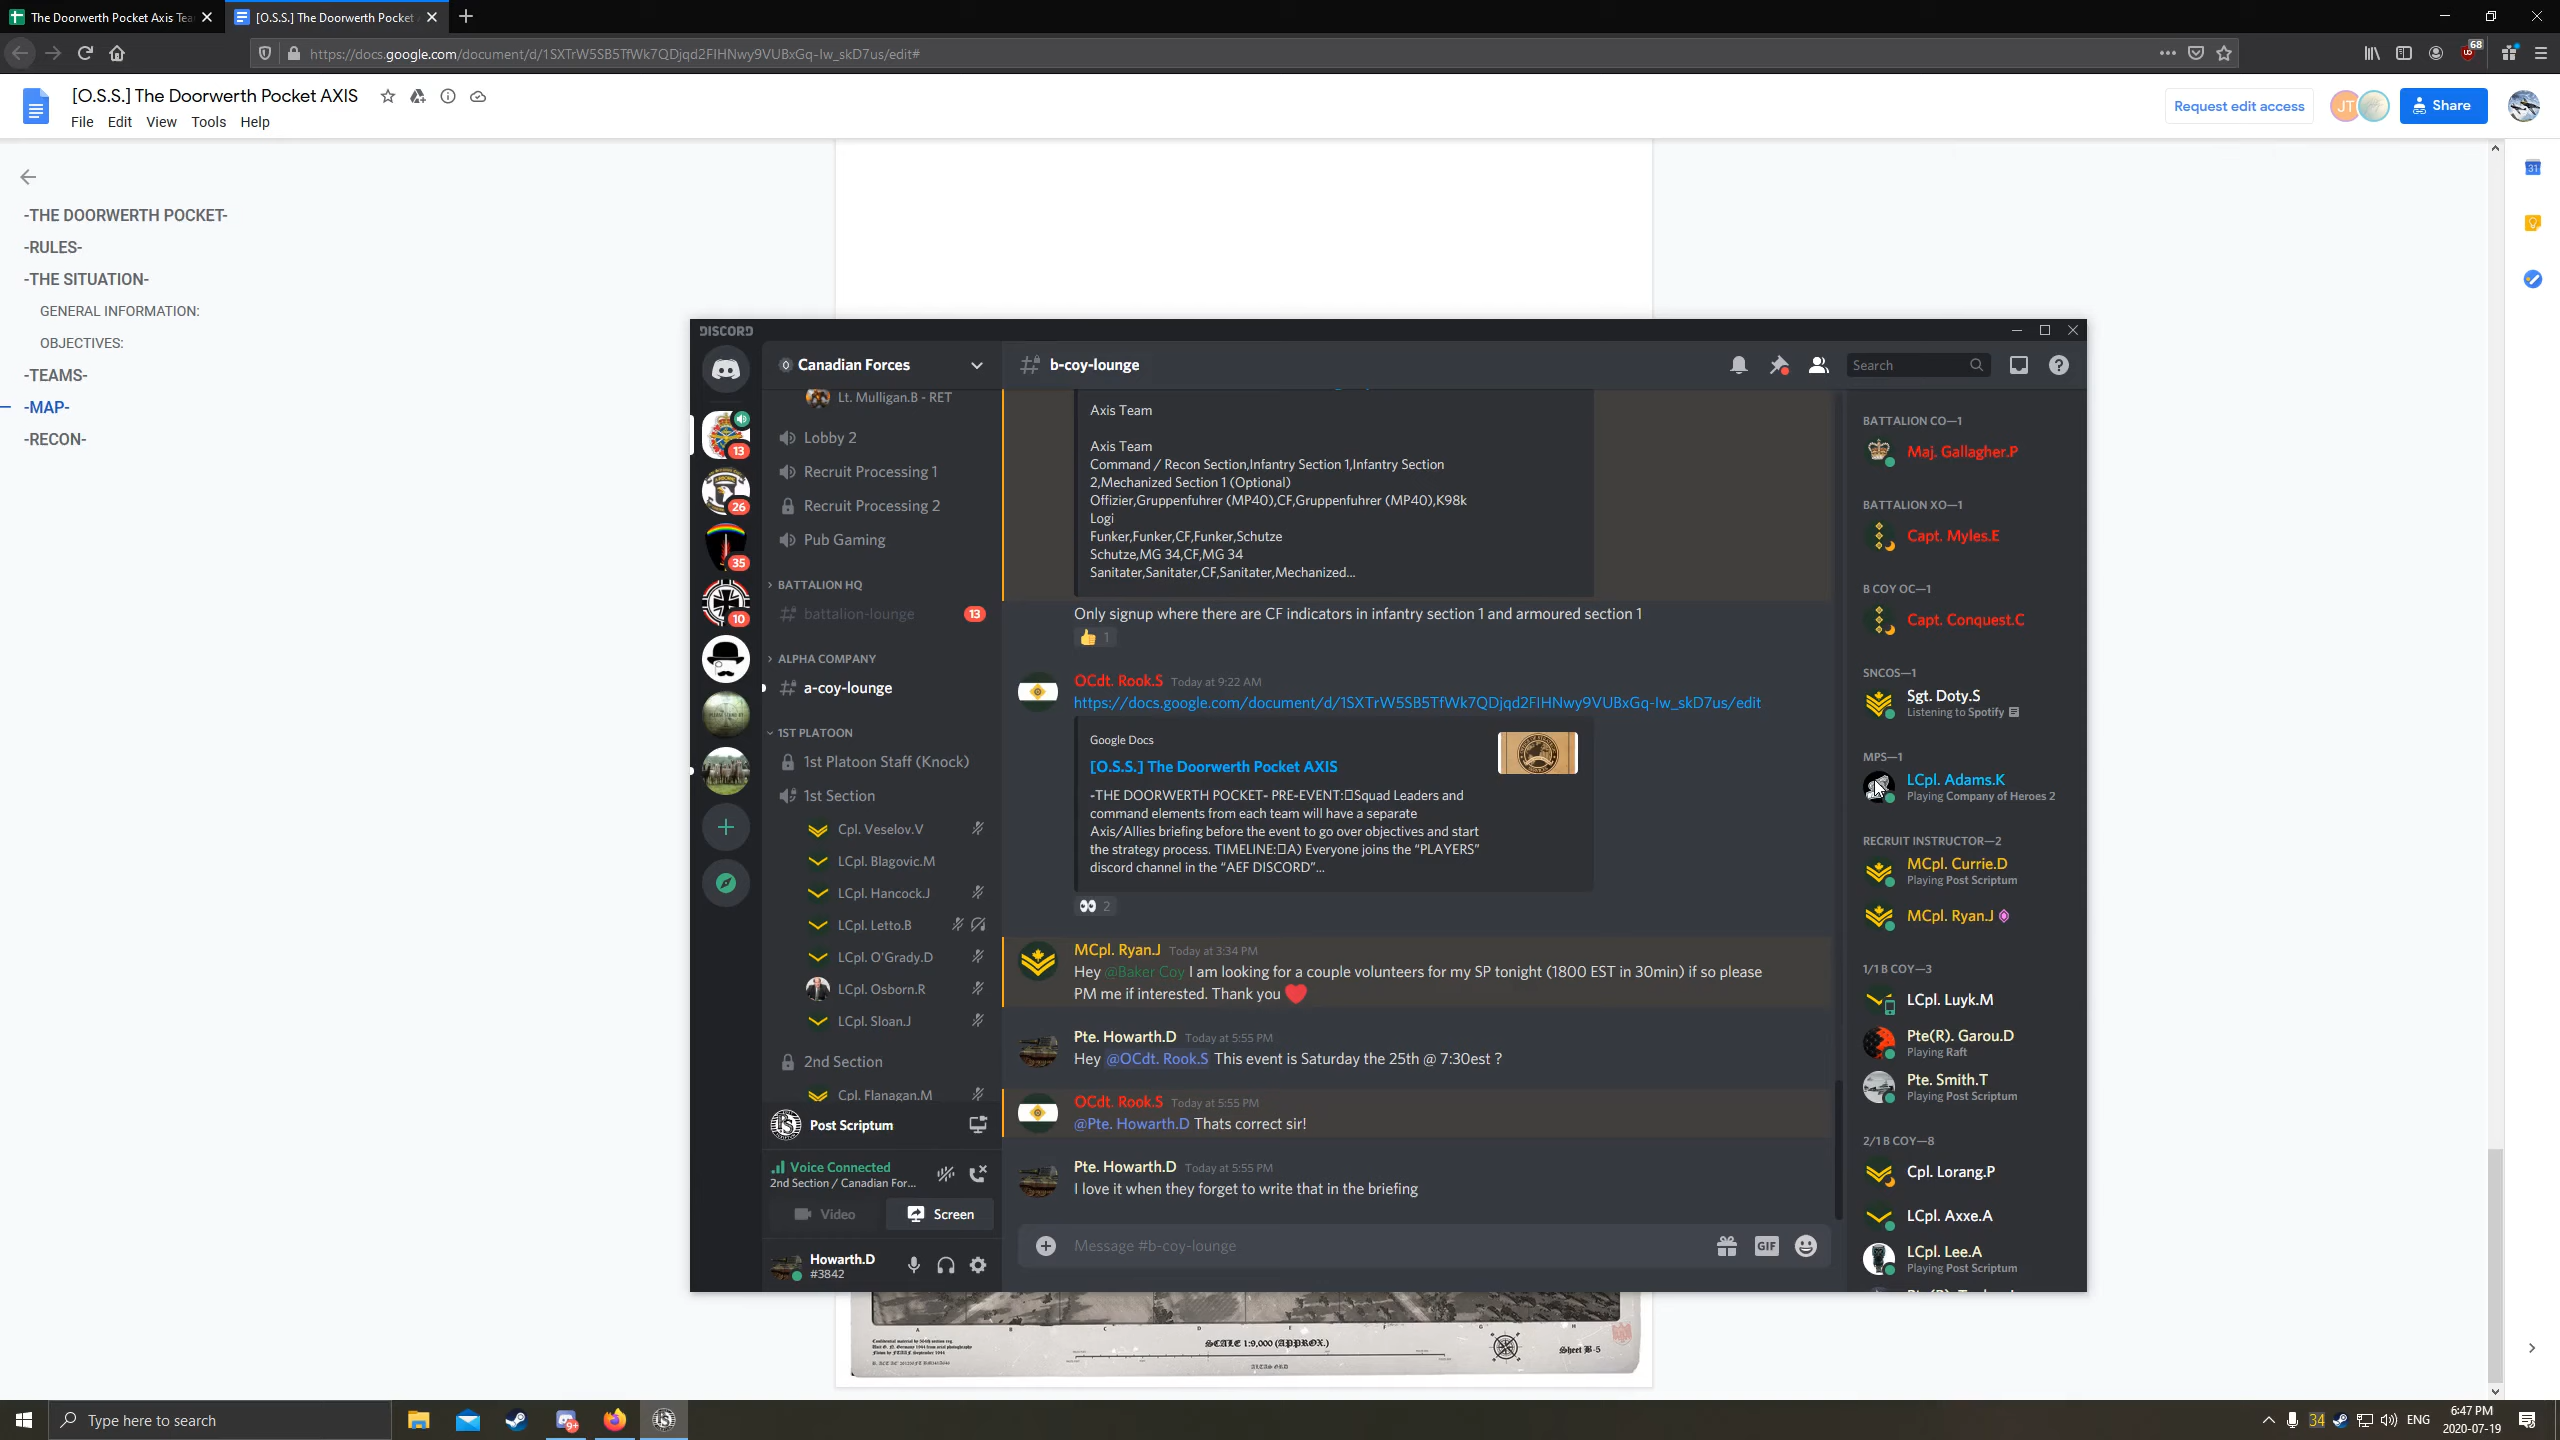 The Doorwerth Pocket Axis Tea
[O.S.S.] The Doorwerth Pocket
https://docs.google.com/document/d/1SXTrW5SB5TfWk7QDjqd2FIHNwy9VUBxGq-Iw_skD7us/edit#
68
[O.S.S.] The Doorwerth Pocket AXIS
File Edit View Tools Help
Request edit access
JT
Share
-THE DOORWERTH POCKET-
-RULES-
-THE SITUATION-
GENERAL INFORMATION:
OBJECTIVES:
-TEAMS-
-MAP-
-RECON-
31
DISCORD
13
26
35
10
Canadian Forces
Lt. Mulligan.B - RET
Lobby 2
Recruit Processing 1
Recruit Processing 2
Pub Gaming
BATTALION HQ
battalion-lounge
13
ALPHA COMPANY
a-coy-lounge
1ST PLATOON
1st Platoon Staff (Knock)
1st Section
Cpl. Veselov.V
LCpl. Blagovic.M
LCpl. Hancock.J
LCpl. Letto.B
LCpl. O'Grady.D
LCpl. Osborn.R
LCpl. Sloan.J
2nd Section
Cpl. Flanagan.M
Post Scriptum
Voice Connected
2nd Section / Canadian For...
Video
Screen
Howarth.D
#3842
b-coy-lounge
Search
Axis Team
Axis Team
Command / Recon Section,Infantry Section 1,Infantry Section
2,Mechanized Section 1 (Optional)
Offizier,Gruppenfuhrer (MP40),CF,Gruppenfuhrer (MP40),K98k
Logi
Funker,Funker,CF,Funker,Schutze
Schutze,MG 34,CF,MG 34
Sanitater,Sanitater,CF,Sanitater,Mechanized...
Only signup where there are CF indicators in infantry section 1 and armoured section 1
1
OCdt. Rook.S Today at 9:22 AM
https://docs.google.com/document/d/1SXTrW5SB5TfWk7QDjqd2FIHNwy9VUBxGq-Iw_skD7us/edit
Google Docs
[O.S.S.] The Doorwerth Pocket AXIS
-THE DOORWERTH POCKET- PRE-EVENT:Squad Leaders and
command elements from each team will have a separate
Axis/Allies briefing before the event to go over objectives and start
the strategy process. TIMELINE:A) Everyone joins the “PLAYERS”
discord channel in the “AEF DISCORD”...
2
MCpl. Ryan.J Today at 3:34 PM
Hey @Baker Coy I am looking for a couple volunteers for my SP tonight (1800 EST in 30min) if so please
PM me if interested. Thank you
Pte. Howarth.D Today at 5:55 PM
Hey @OCdt. Rook.S This event is Saturday the 25th @ 7:30est ?
OCdt. Rook.S Today at 5:55 PM
@Pte. Howarth.D Thats correct sir!
Pte. Howarth.D Today at 5:55 PM
I love it when they forget to write that in the briefing
Message #b-coy-lounge
GIF
BATTALION CO—1
Maj. Gallagher.P
BATTALION XO—1
Capt. Myles.E
B COY OC—1
Capt. Conquest.C
SNCOS—1
Sgt. Doty.S
Listening to Spotify
MPS—1
LCpl. Adams.K
Playing Company of Heroes 2
RECRUIT INSTRUCTOR—2
MCpl. Currie.D
Playing Post Scriptum
MCpl. Ryan.J
1/1 B COY—3
LCpl. Luyk.M
Pte(R). Garou.D
Playing Raft
Pte. Smith.T
Playing Post Scriptum
2/1 B COY—8
Cpl. Lorang.P
LCpl. Axxe.A
LCpl. Lee.A
Playing Post Scriptum
SCALE 1:9,000 (APPROX.)
Sheet B-5
Type here to search
9+
34
ENG
6:47 PM
2020-07-19